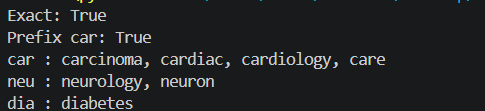 Exact: True
Prefix car: True
car : carcinoma, cardiac, cardiology, care
neu : neurology, neuron
dia : diabetes